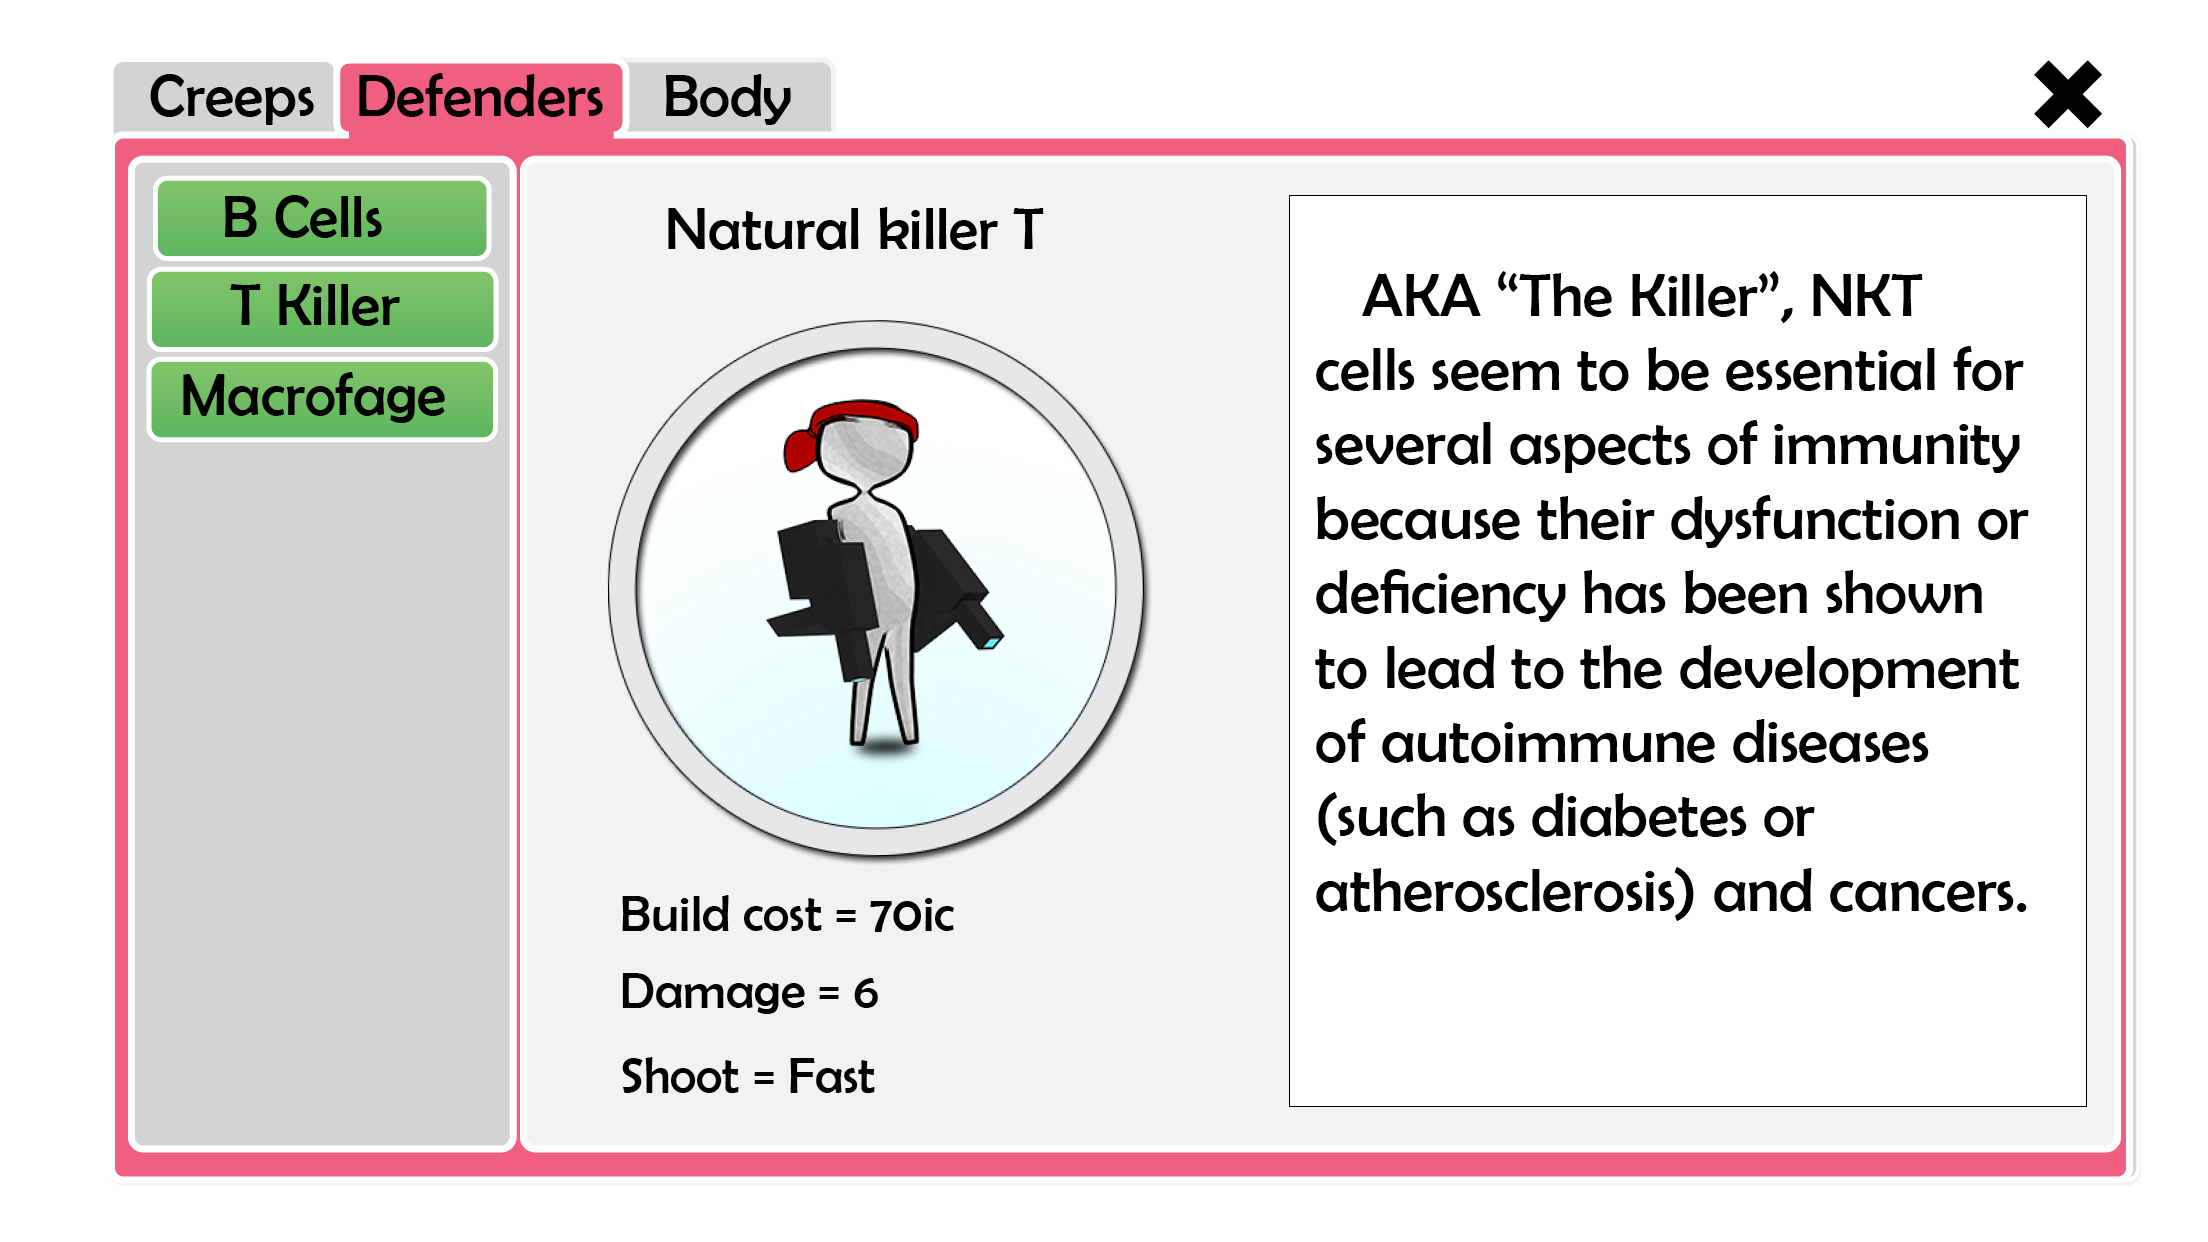 Creeps
Defenders
Body
B Cells
T Killer
Macrofage
Natural killer T
Build cost = 70ic
Damage = 6
Shoot = Fast
AKA “The Killer”, NKT
cells seem to be essential for
several aspects of immunity
because their dysfunction or
deficiency has been shown
to lead to the development
of autoimmune diseases
(such as diabetes or
atherosclerosis) and cancers.